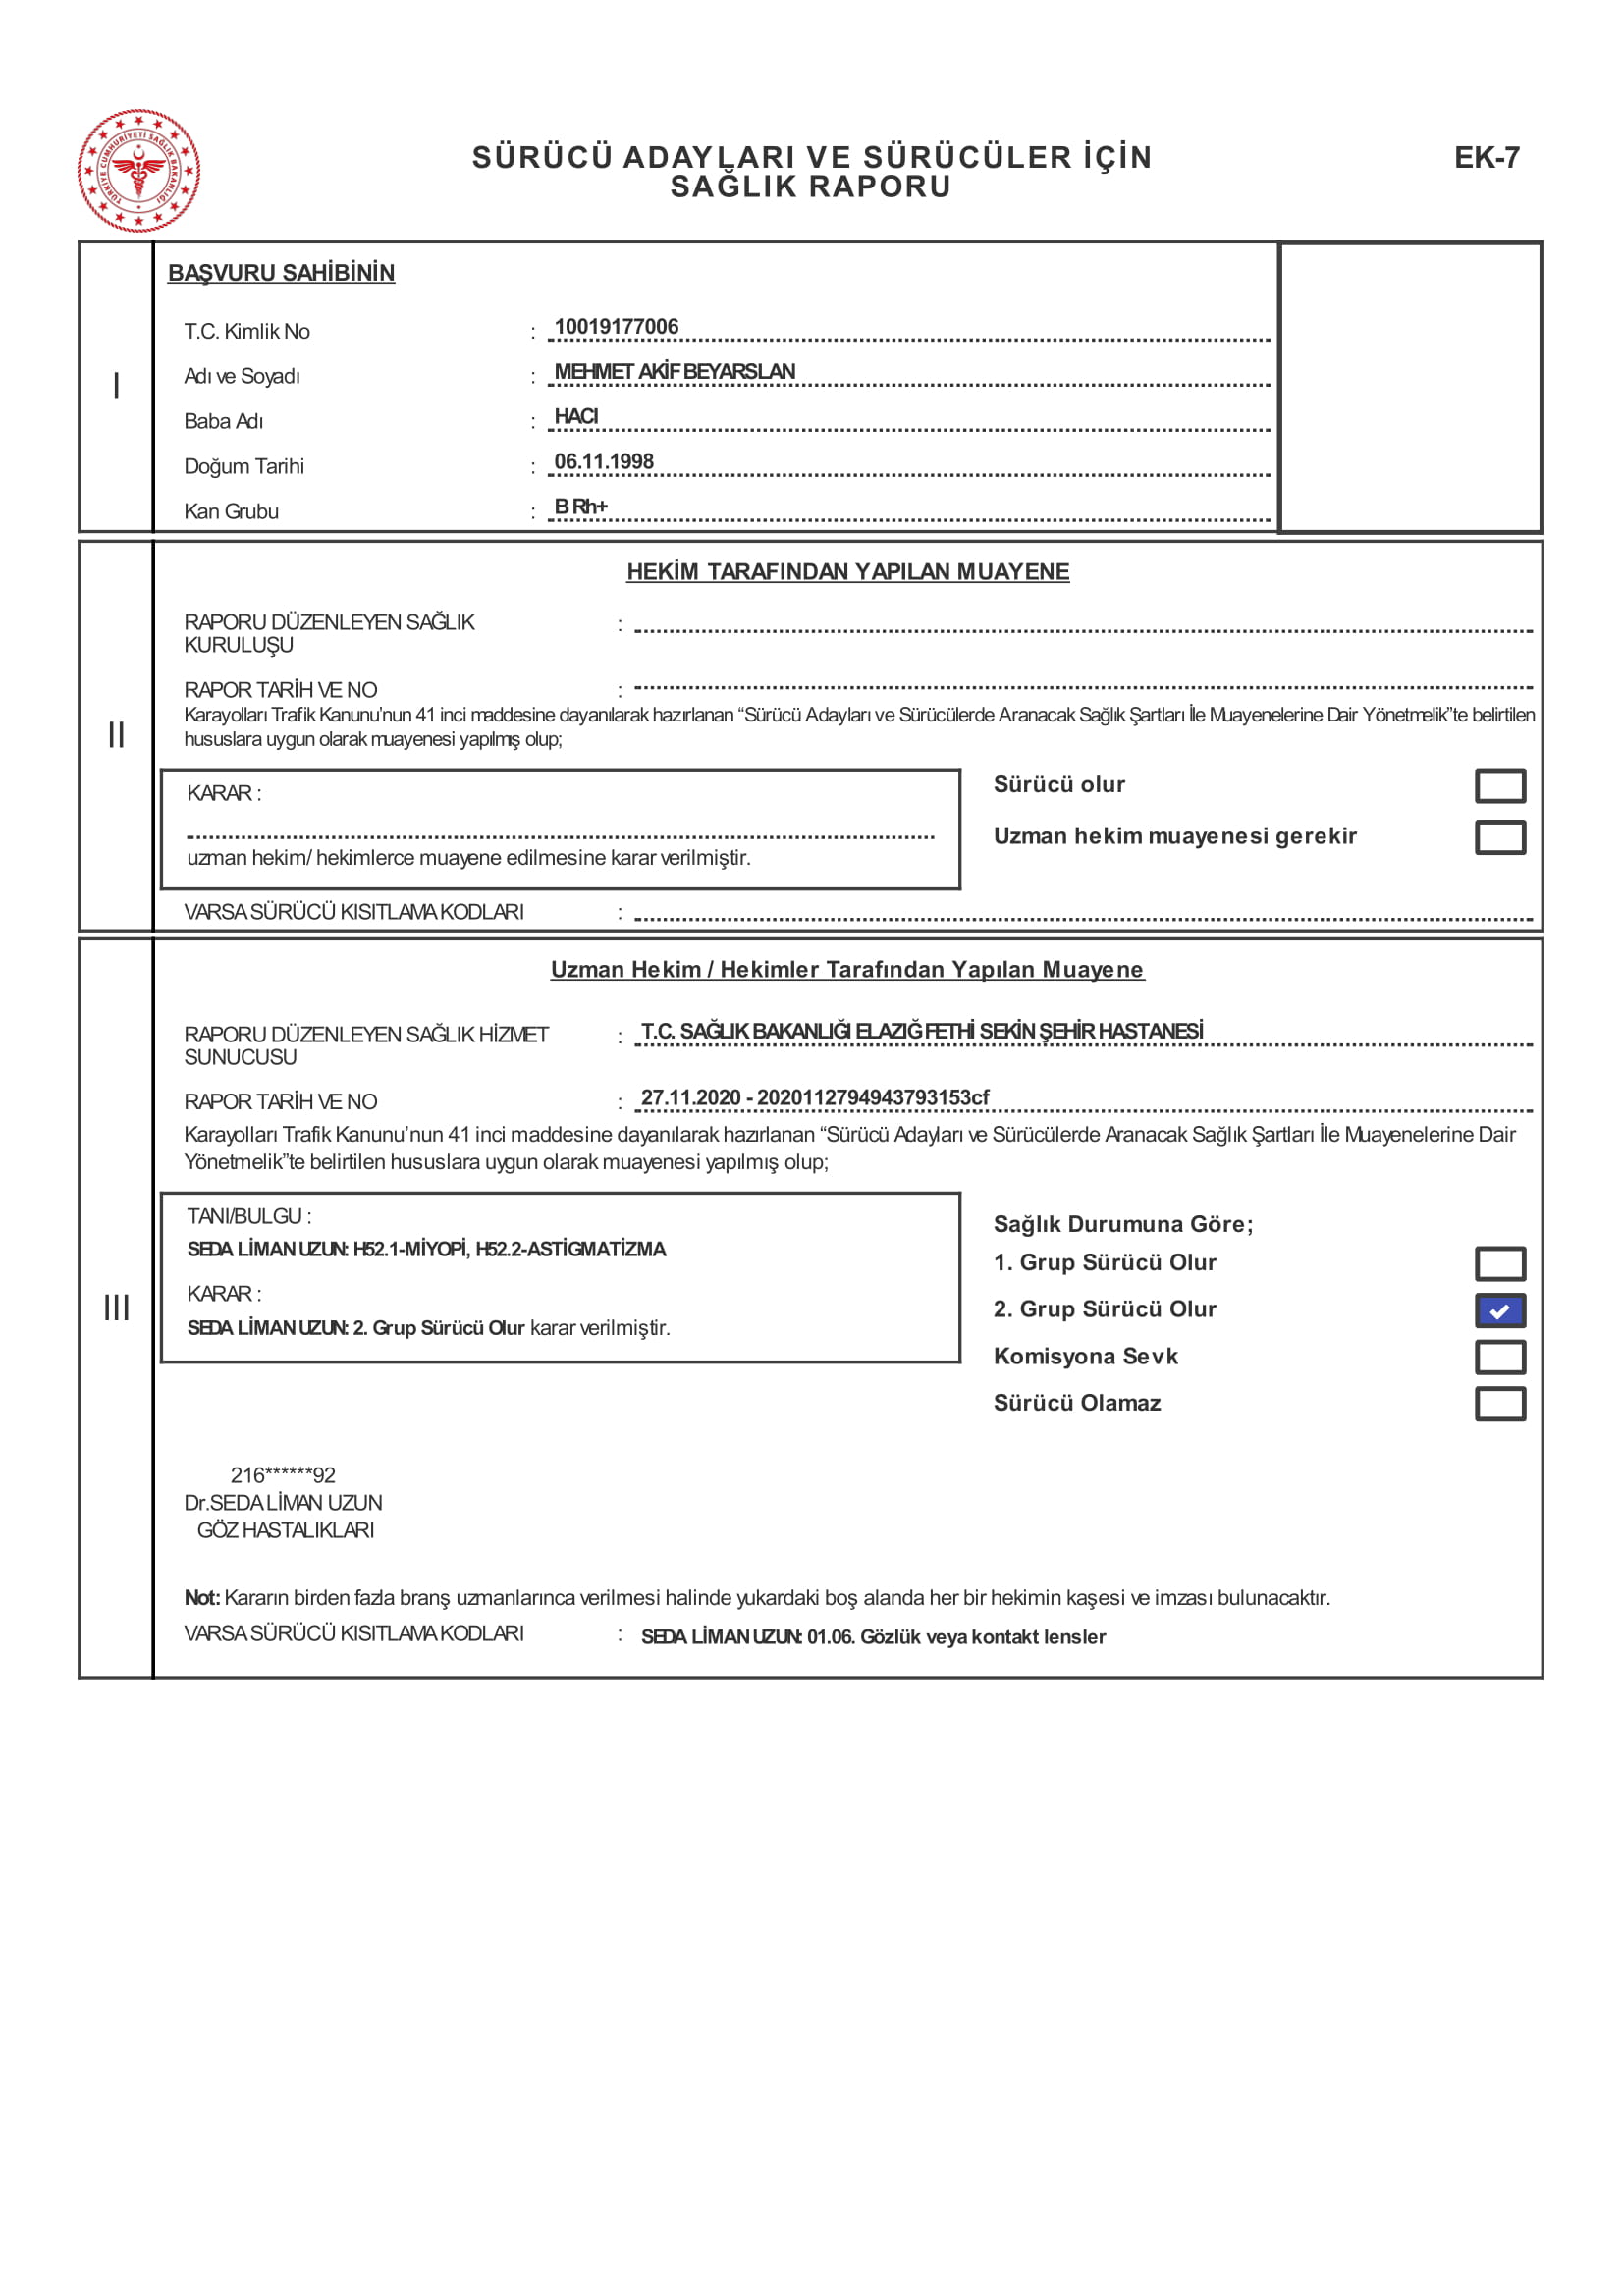 TÜRKİYE CUMHURİYETİ SAĞLIK BAKANLIĞI
SÜRÜCÜ ADAYLARI VE SÜRÜCÜLER İÇİN
SAĞLIK RAPORU
EK-7
I
BAŞVURU SAHİBİNİN
T.C. Kimlik No : 10019177006
Adı ve Soyadı : MEHMET AKİF BEYARSLAN
Baba Adı : HACI
Doğum Tarihi : 06.11.1998
Kan Grubu : B Rh+
II
HEKİM TARAFINDAN YAPILAN MUAYENE
RAPORU DÜZENLEYEN SAĞLIK
KURULUŞU :
RAPOR TARİH VE NO :
Karayolları Trafik Kanunu’nun 41 inci maddesine dayanılarak hazırlanan “Sürücü Adayları ve Sürücülerde Aranacak Sağlık Şartları İle Muayenelerine Dair Yönetmelik”te belirtilen
hususlara uygun olarak muayenesi yapılmış olup;
KARAR :
uzman hekim/ hekimlerce muayene edilmesine karar verilmiştir.
Sürücü olur
Uzman hekim muayenesi gerekir
VARSA SÜRÜCÜ KISITLAMA KODLARI :
III
Uzman Hekim / Hekimler Tarafından Yapılan Muayene
RAPORU DÜZENLEYEN SAĞLIK HİZMET
SUNUCUSU : T.C. SAĞLIK BAKANLIĞI ELAZIĞ FETHİ SEKİN ŞEHİR HASTANESİ
RAPOR TARİH VE NO : 27.11.2020 - 2020112794943793153cf
Karayolları Trafik Kanunu’nun 41 inci maddesine dayanılarak hazırlanan “Sürücü Adayları ve Sürücülerde Aranacak Sağlık Şartları İle Muayenelerine Dair
Yönetmelik”te belirtilen hususlara uygun olarak muayenesi yapılmış olup;
TANI/BULGU :
SEDA LİMAN UZUN: H52.1-MİYOPİ, H52.2-ASTİGMATİZMA
KARAR :
SEDA LİMAN UZUN: 2. Grup Sürücü Olur karar verilmiştir.
Sağlık Durumuna Göre;
1. Grup Sürücü Olur
2. Grup Sürücü Olur
Komisyona Sevk
Sürücü Olamaz
216******92
Dr.SEDA LİMAN UZUN
GÖZ HASTALIKLARI
Not: Kararın birden fazla branş uzmanlarınca verilmesi halinde yukardaki boş alanda her bir hekimin kaşesi ve imzası bulunacaktır.
VARSA SÜRÜCÜ KISITLAMA KODLARI : SEDA LİMAN UZUN: 01.06. Gözlük veya kontakt lensler